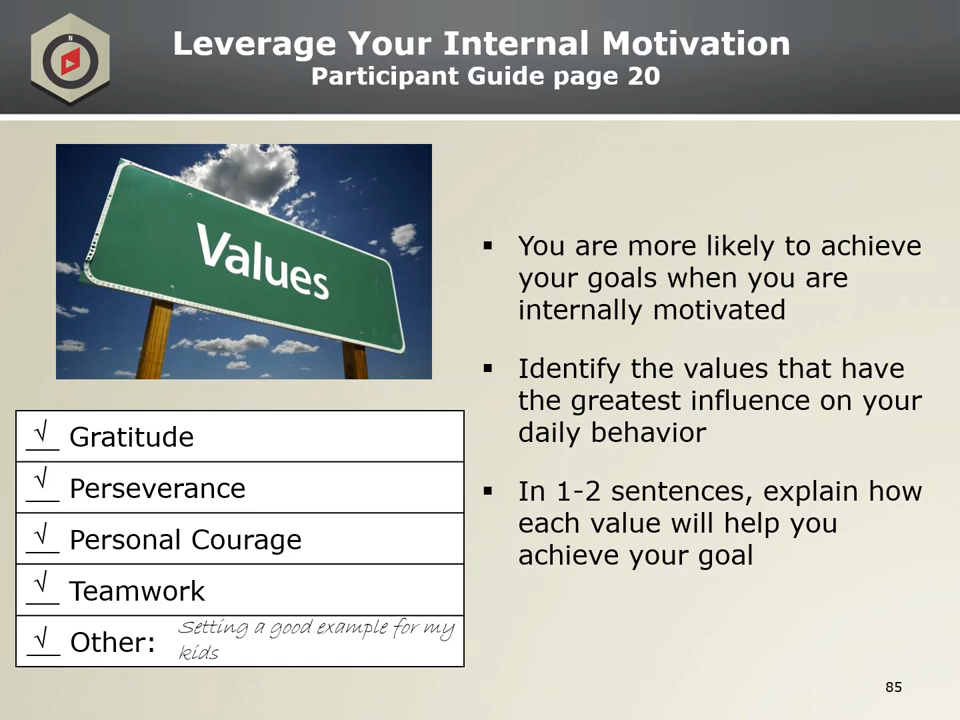 N
Leverage Your Internal Motivation
Participant Guide page 20
Values
√ Gratitude
√ Perseverance
√ Personal Courage
√ Teamwork
√ Other: Setting a good example for my
kids
▪ You are more likely to achieve
your goals when you are
internally motivated
▪ Identify the values that have
the greatest influence on your
daily behavior
▪ In 1-2 sentences, explain how
each value will help you
achieve your goal
85